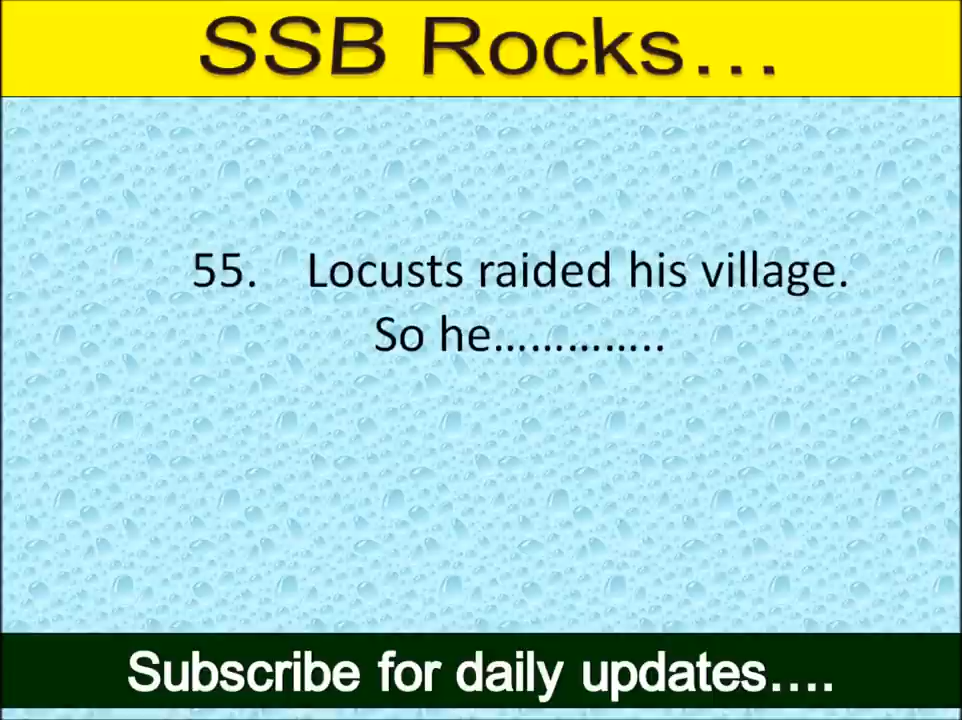 SSB Rocks…
55. Locusts raided his village.
So he…………..
Subscribe for daily updates….